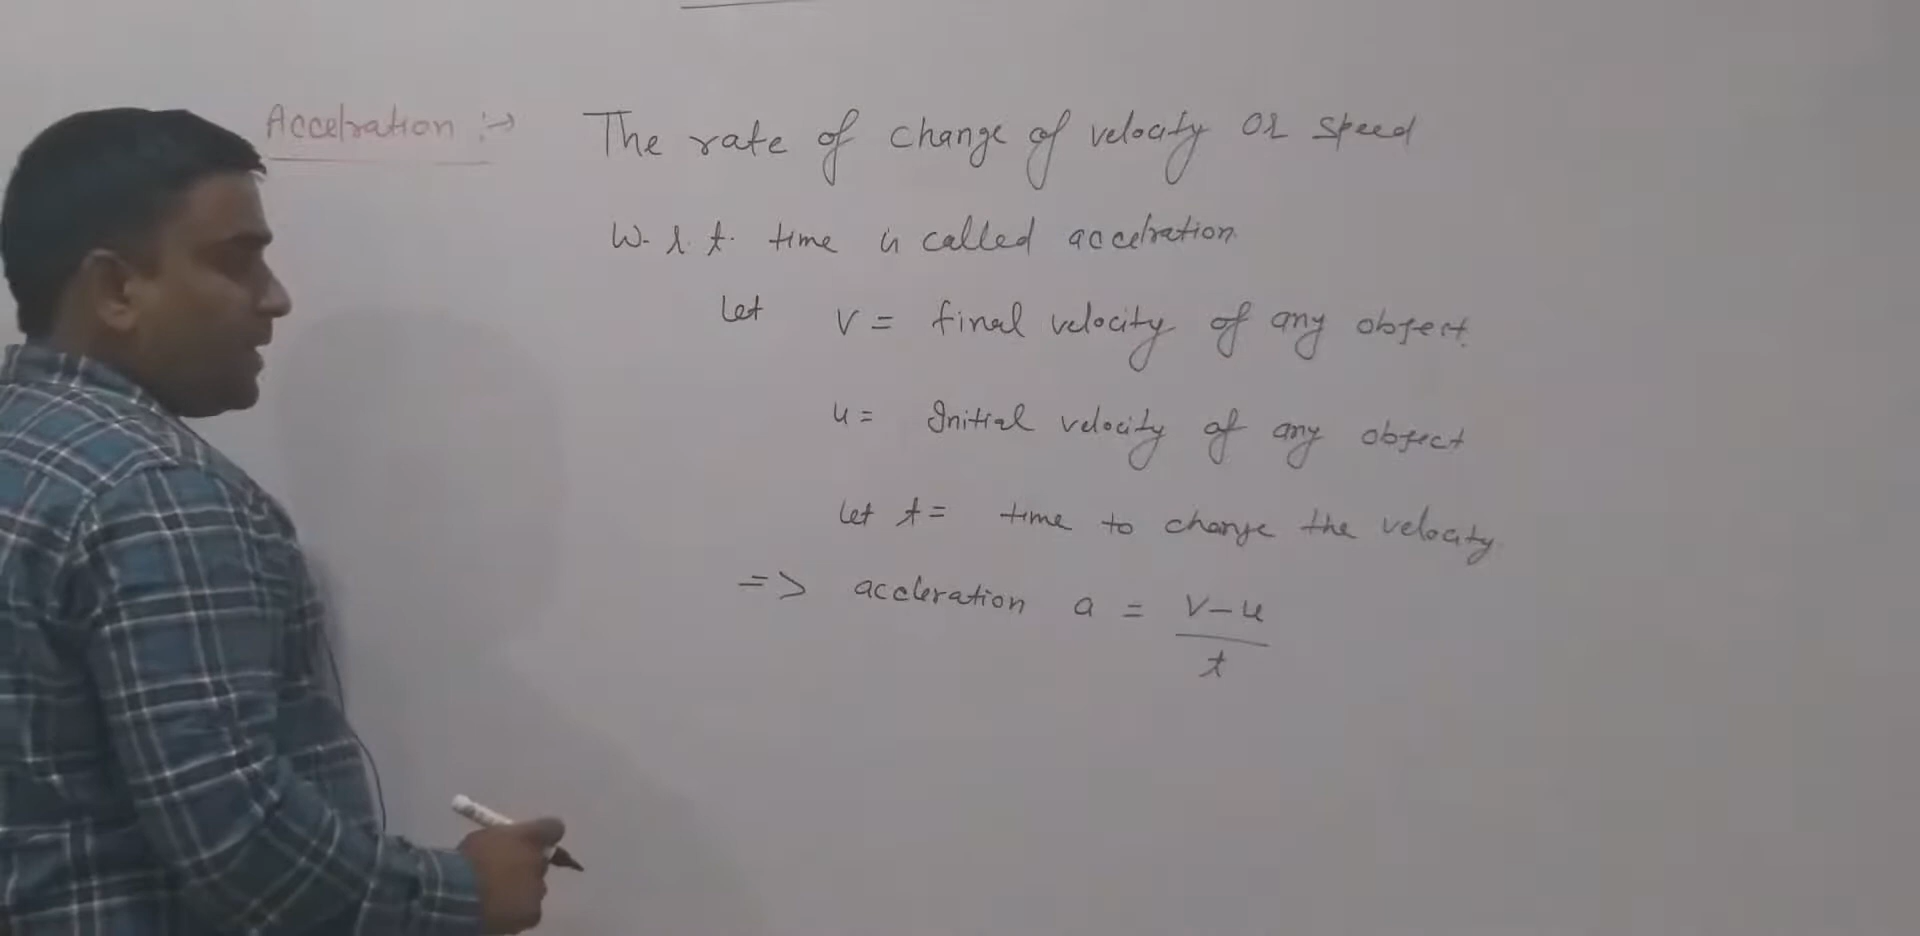 Accelration :→ The rate of change of velocity or speed
w.r.t. time is called accelration.
Let v = final velocity of any object.
u = Initial velocity of any object
Let t = time to change the velocity.
=> accleration a = v-u
t